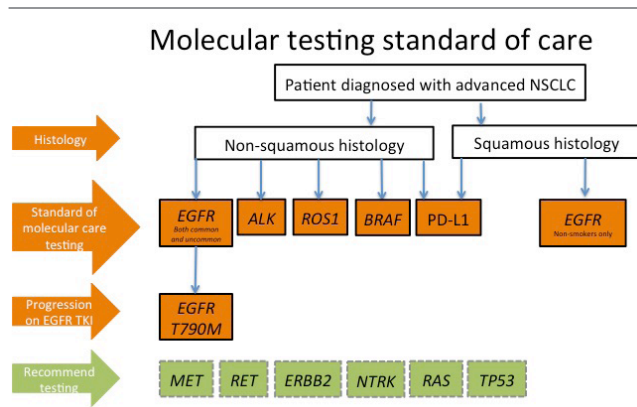 Molecular testing standard of care
Patient diagnosed with advanced NSCLC
Histology
Non-squamous histology
Squamous histology
Standard of
molecular care
testing
EGFR
Both common
and uncommon
ALK
ROS1
BRAF
PD-L1
EGFR
Non-smokers only
Progression
on EGFR TKI
EGFR
T790M
Recommend
testing
MET
RET
ERBB2
NTRK
RAS
TP53